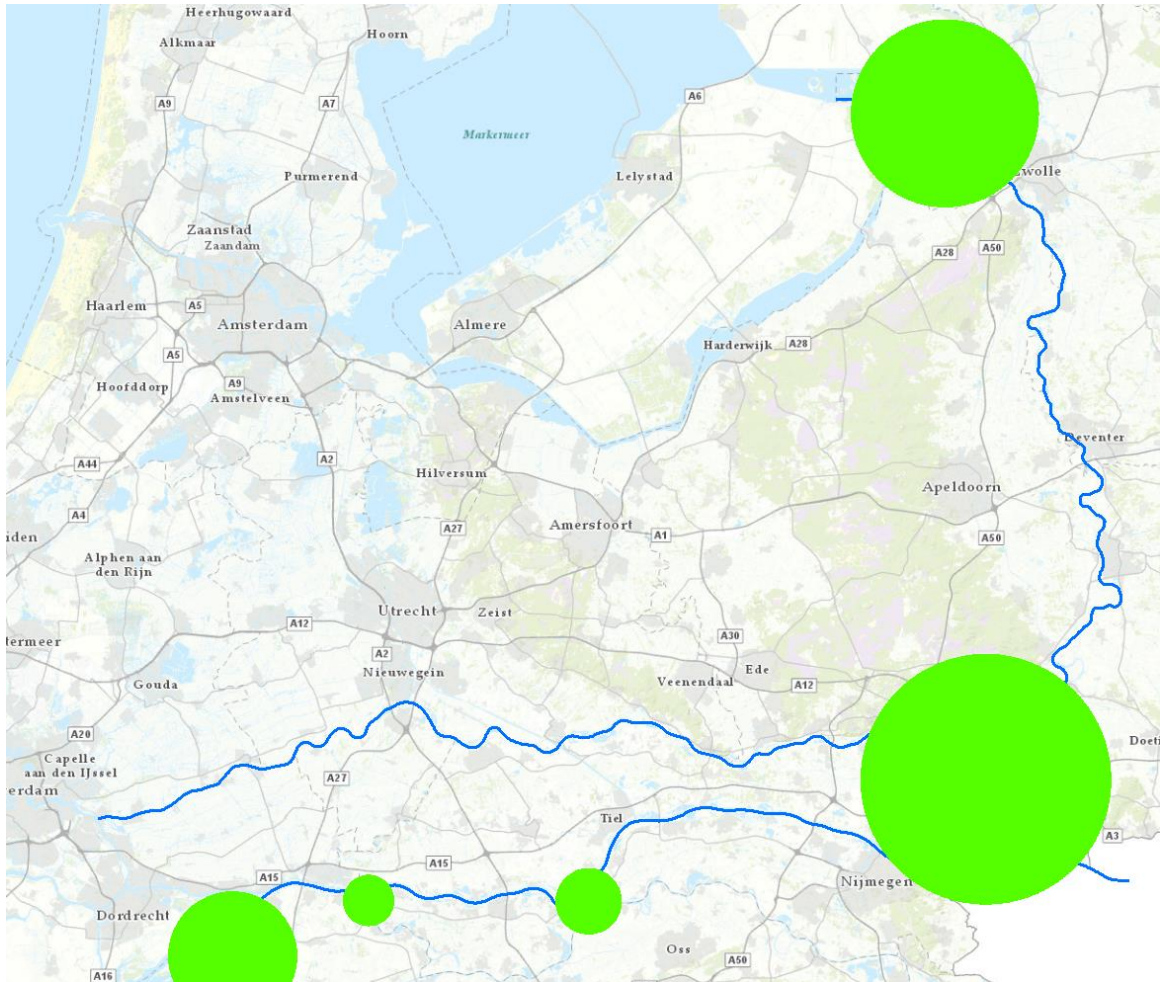 Heerhugowaard
Hoorn
Alkmaar
A9
A7
A6
Markermeer
Purmerend
Lelystad
Zwolle
Zaanstad
Zaandam
A28
A50
Haarlem
A5
Amsterdam
Almere
Harderwijk
A28
A5
A9
Hoofddorp
Amstelveen
Deventer
A44
A2
Hilversum
Apeldoorn
A4
iden
A27
Amersfoort
A1
A50
Alphen aan
den Rijn
Utrecht
Zeist
A12
A30
termeer
A2
Nieuwegein
Ede
Veenendaal
A12
Gouda
A20
Doeti
Capelle
aan den IJssel
erdam
A27
Tiel
A3
A15
A15
Nijmegen
Dordrecht
Oss
A50
A16